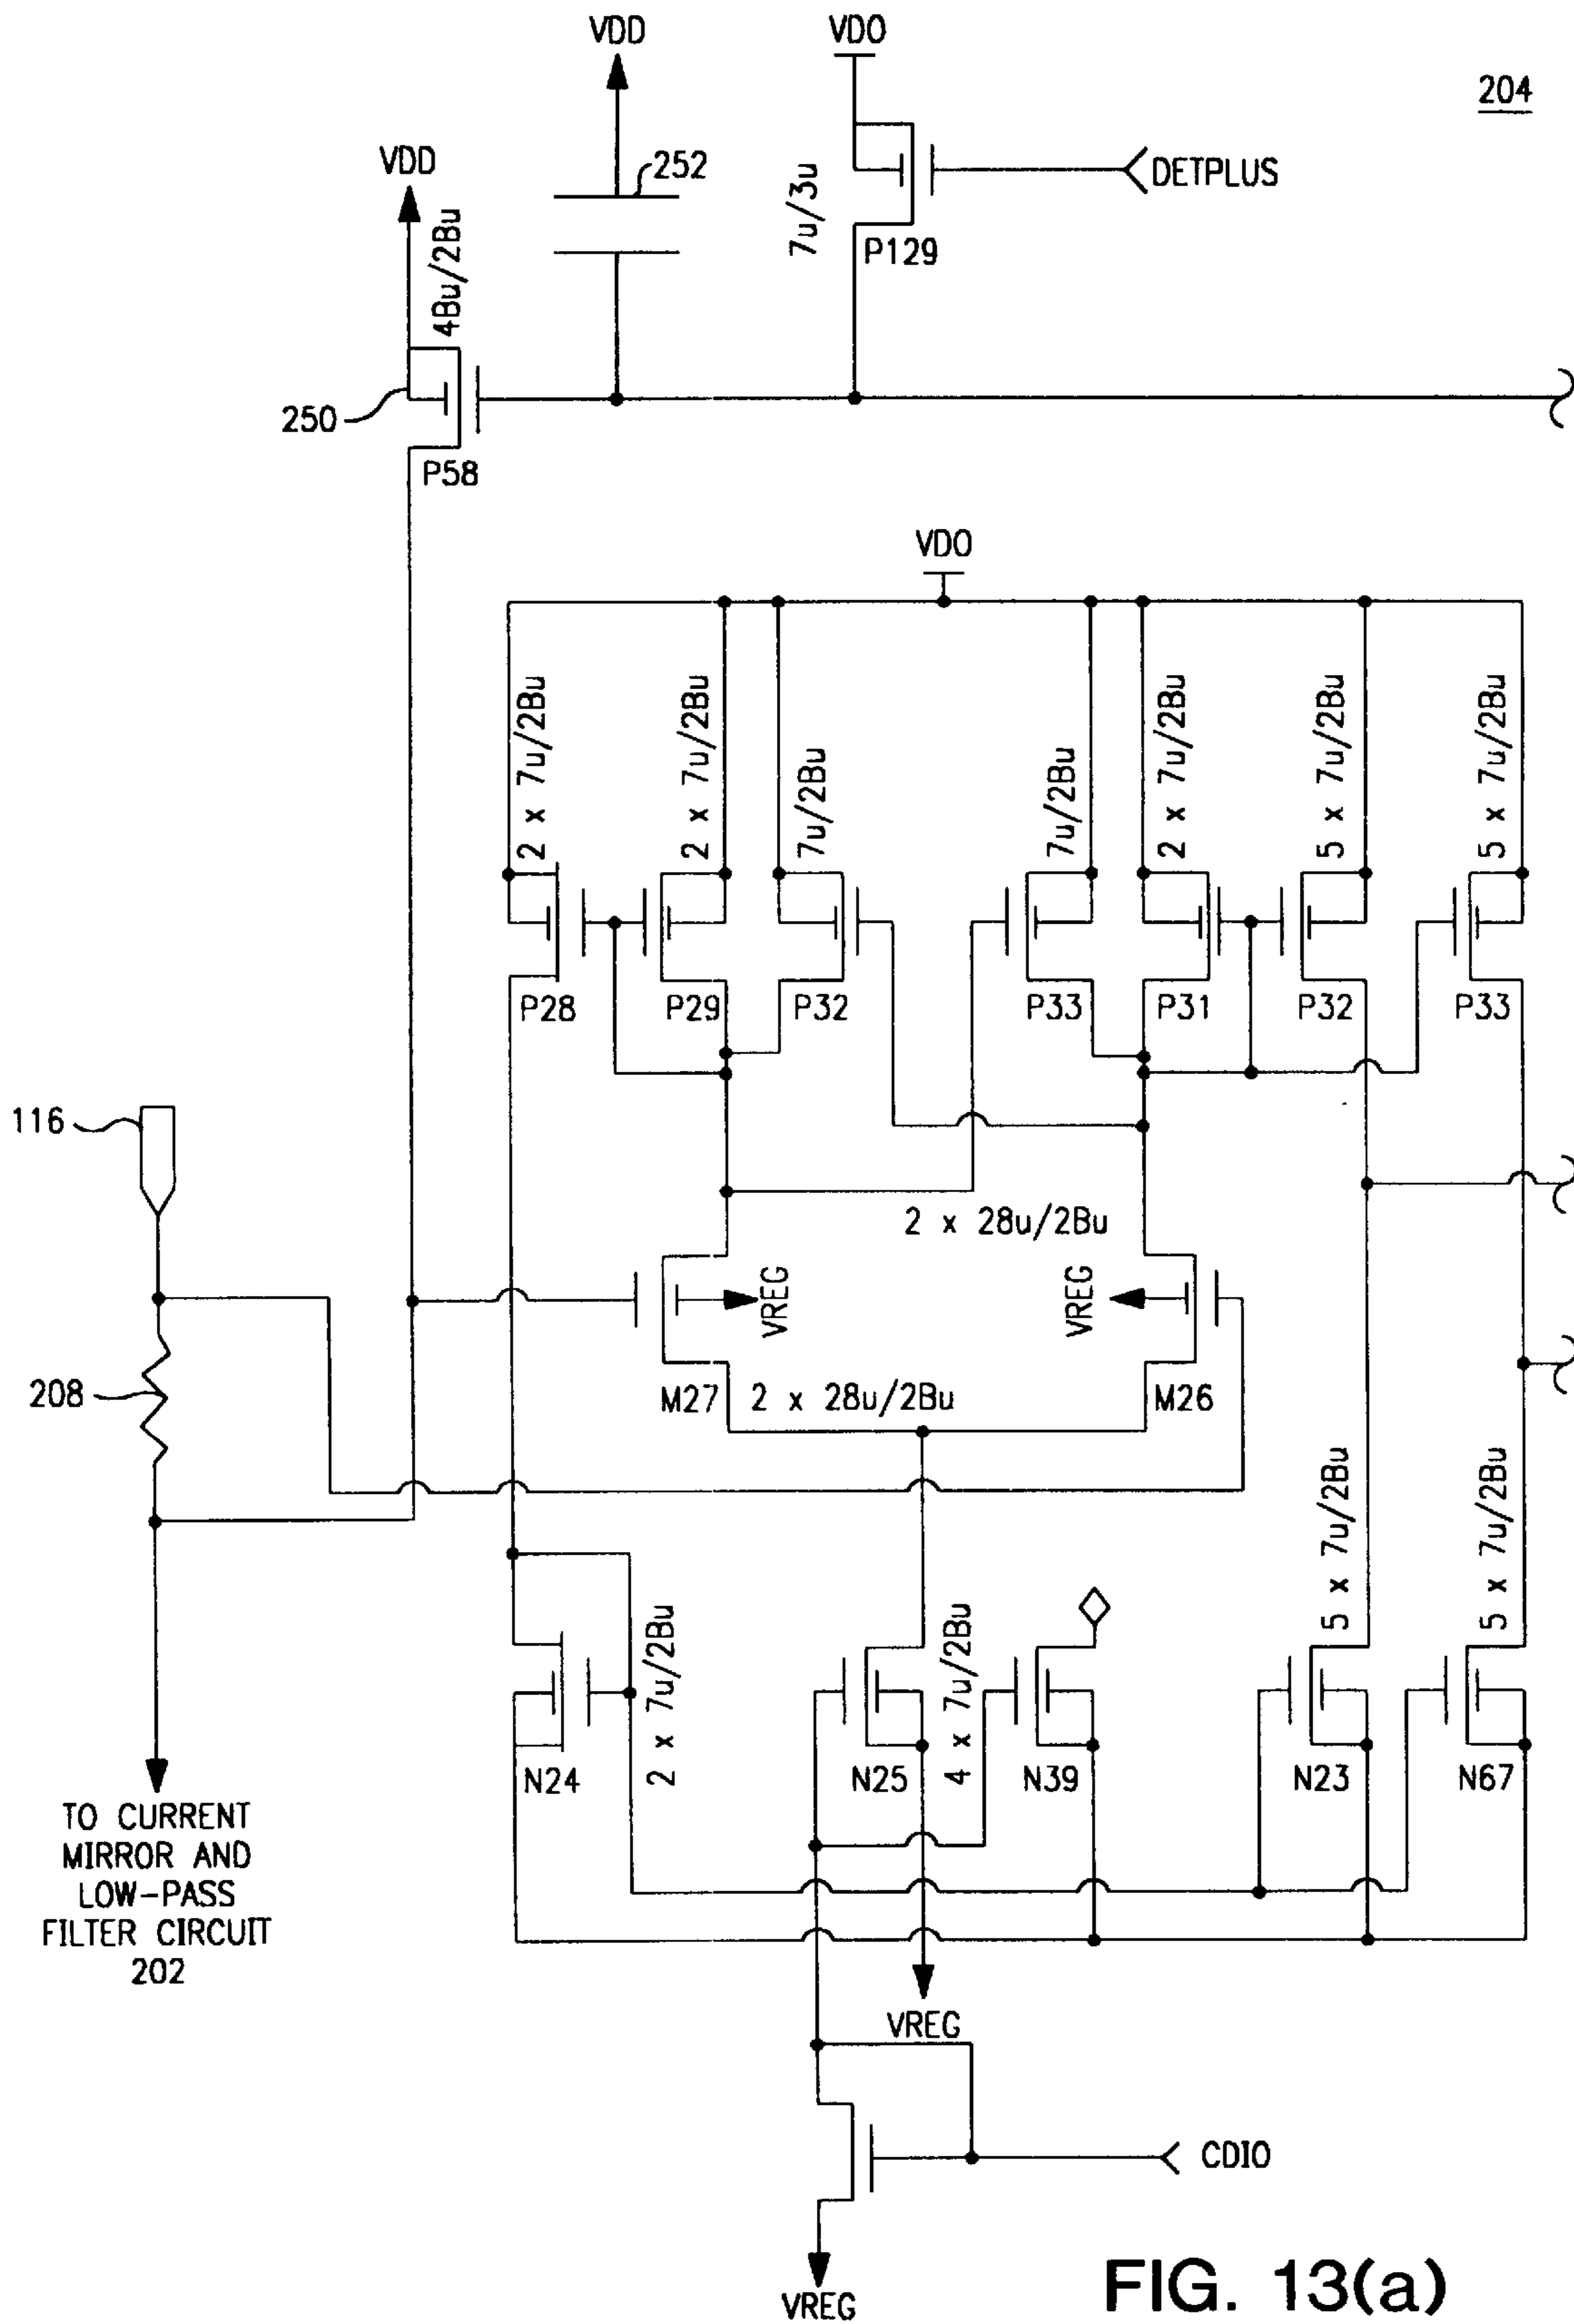 VDD
VDO
204
VDD
252
7u/3u
DETPLUS
4Bu/2Bu
P129
250
P58
VDO
2 x 7u/2Bu
2 x 7u/2Bu
7u/2Bu
7u/2Bu
2 x 7u/2Bu
5 x 7u/2Bu
5 x 7u/2Bu
P28
P29
P32
P33
P31
P32
P33
116
2 x 28u/2Bu
VREG
VREG
208
M27
2 x 28u/2Bu
M26
5 x 7u/2Bu
5 x 7u/2Bu
2 x 7u/2Bu
4 x 7u/2Bu
N24
N25
N39
N23
N67
TO CURRENT
MIRROR AND
LOW-PASS
FILTER CIRCUIT
202
VREG
CDIO
VREG
FIG. 13(a)